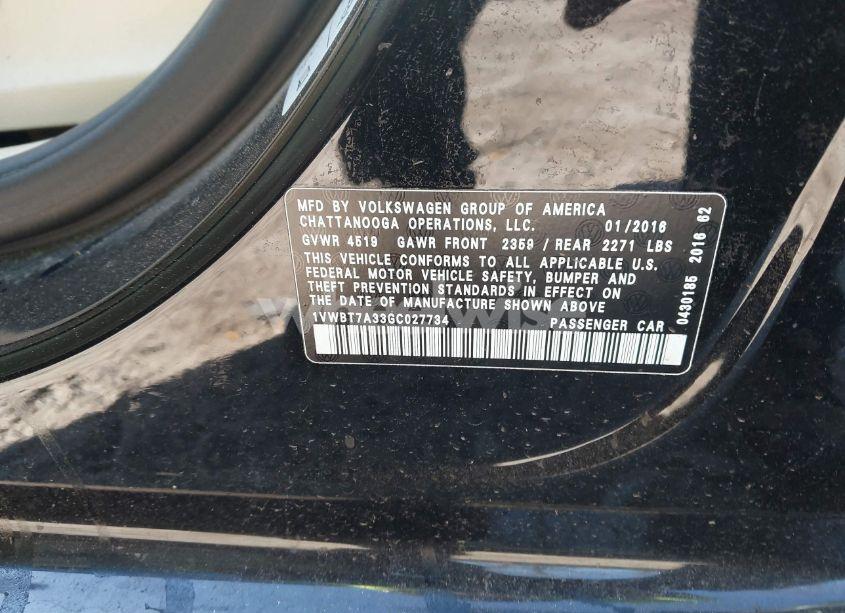 MFD BY VOLKSWAGEN GROUP OF AMERICA
CHATTANOOGA OPERATIONS, LLC. 01/2016
GVWR 4519 GAWR FRONT 2359 / REAR 2271 LBS
THIS VEHICLE CONFORMS TO ALL APPLICABLE U.S.
FEDERAL MOTOR VEHICLE SAFETY, BUMPER AND
THEFT PREVENTION STANDARDS IN EFFECT ON
THE DATE OF MANUFACTURE SHOWN ABOVE
1VWBT7A33GC027734 PASSENGER CAR
0430185 2016 62